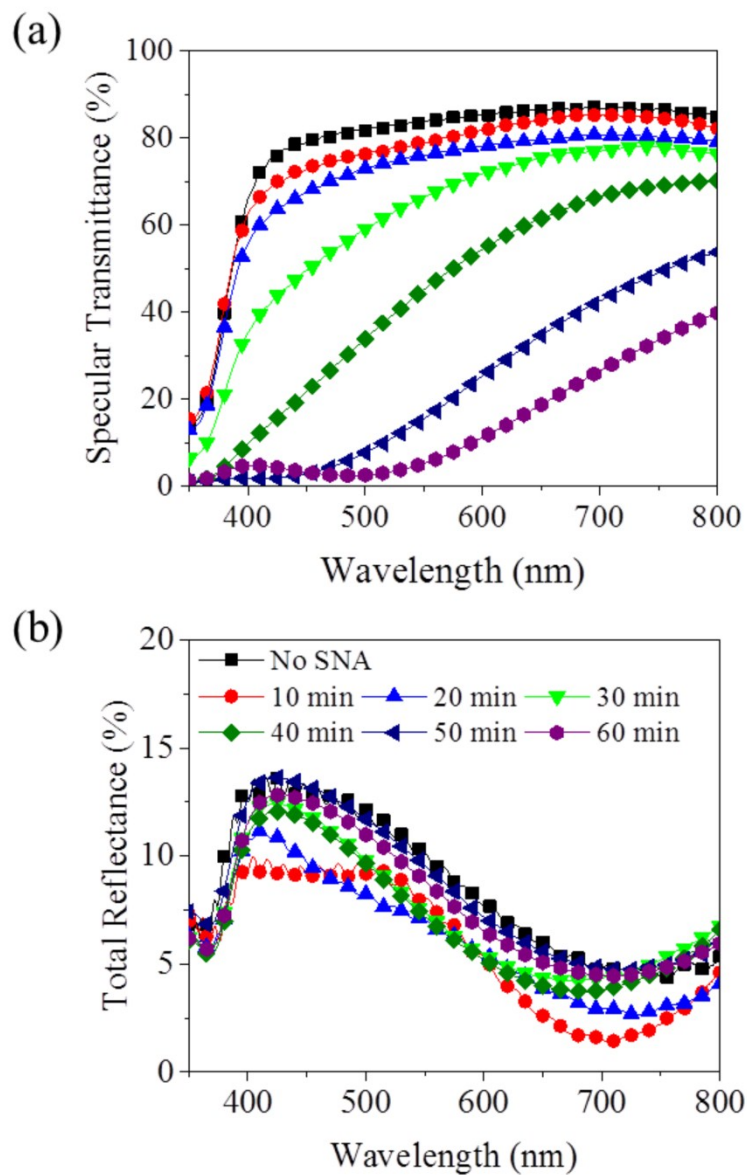 (a)
Specular Transmittance (%)
100
80
60
40
20
0
400 500 600 700 800
Wavelength (nm)
(b)
Total Reflectance (%)
20
15
10
5
0
No SNA
10 min 20 min 30 min
40 min 50 min 60 min
400 500 600 700 800
Wavelength (nm)